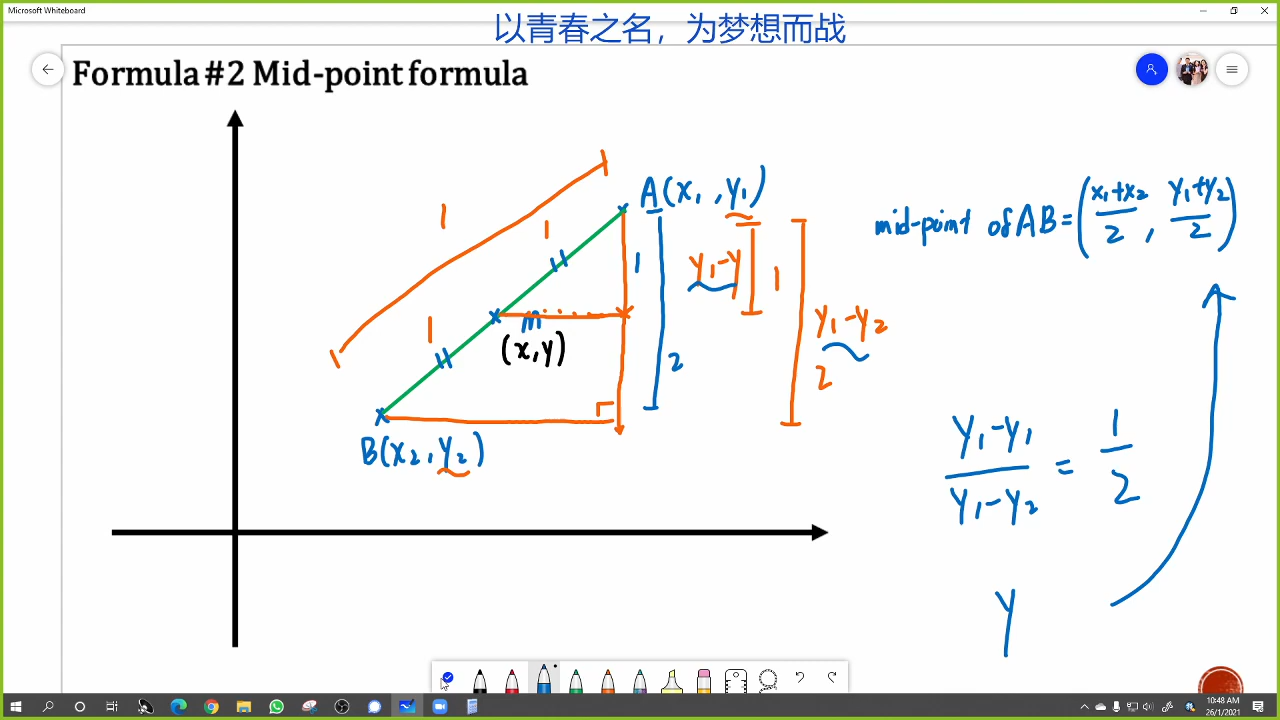 Microsoft Whiteboard
以青春之名，为梦想而战
Formula #2 Mid-point formula
A(x₁ , y₁)
mid-point of AB = (x₁+x₂/2 , y₁+y₂/2)
1
1
1
1
y₁-y
1
y₁-y₂
2
2
m
(x,y)
B(x₂, y₂)
y₁-y₁/y₁-y₂ = 1/2
y
10:48 AM
26/1/2021